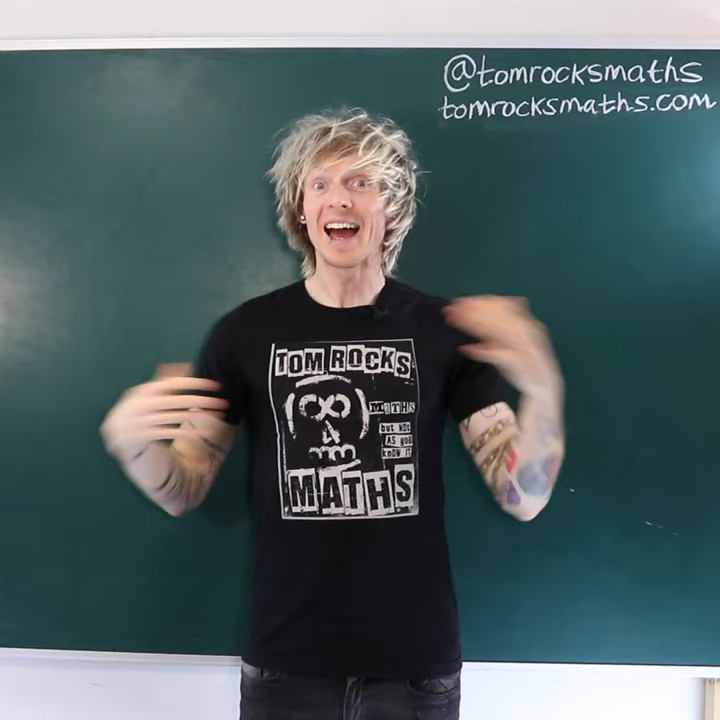 @tomrocksmaths
tomrocksmaths.com
TOM ROCKS
MATHS
but NOT
AS YOU
KNOW IT
MATHS